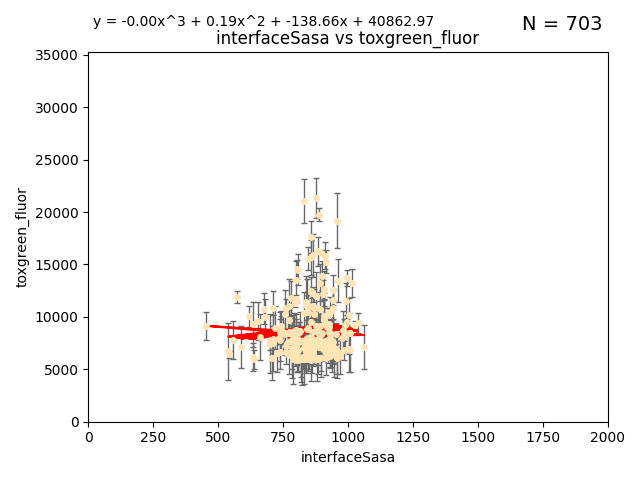 y = -0.00x^3 + 0.19x^2 + -138.66x + 40862.97
N = 703
interfaceSasa vs toxgreen_fluor
35000
30000
25000
20000
15000
10000
5000
0
toxgreen_fluor
0 250 500 750 1000 1250 1500 1750 2000
interfaceSasa